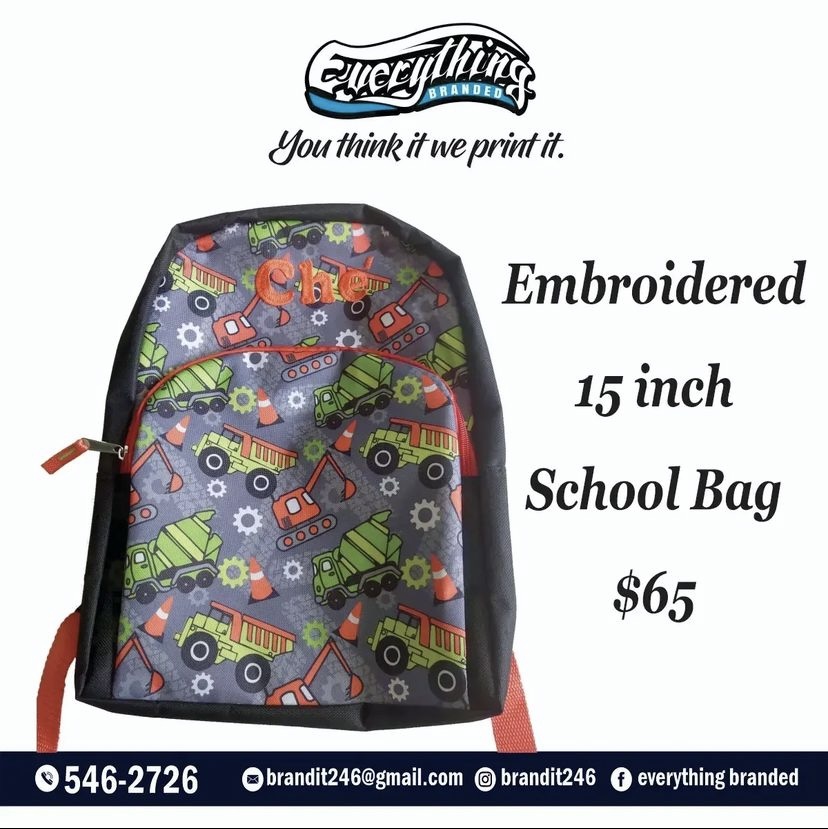 Everything
BRANDED
You think it we print it.
Ché
Embroidered
15 inch
School Bag
$65
546-2726
brandit246@gmail.com
brandit246
everything branded